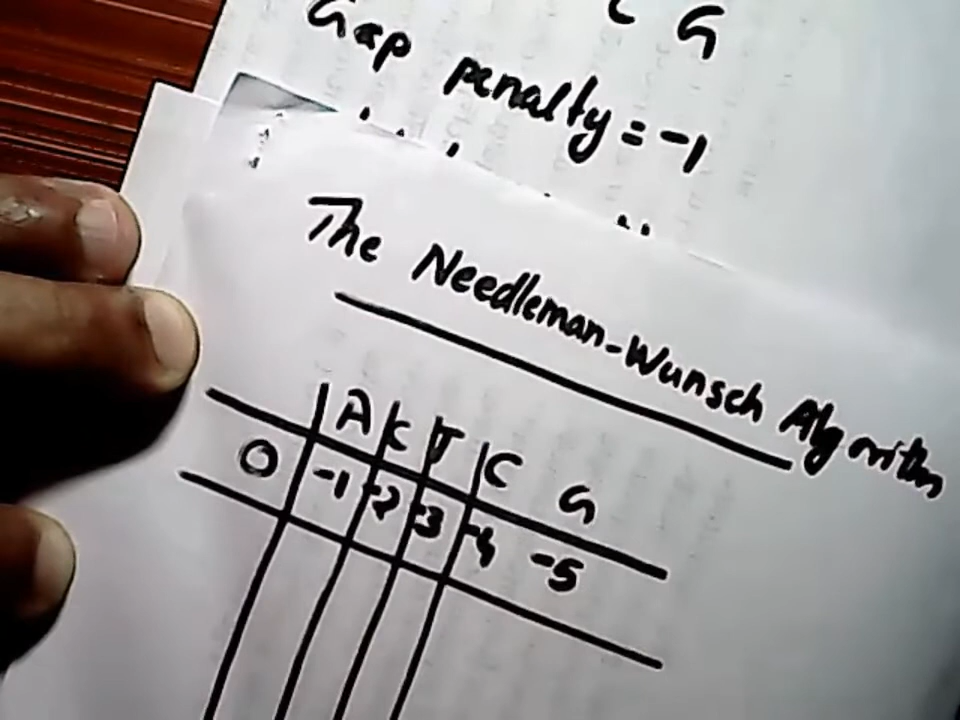 C G
Gap penalty = -1
The Needleman-Wunsch Algorithm
A C T C G
0 -1 -2 -3 -4 -5